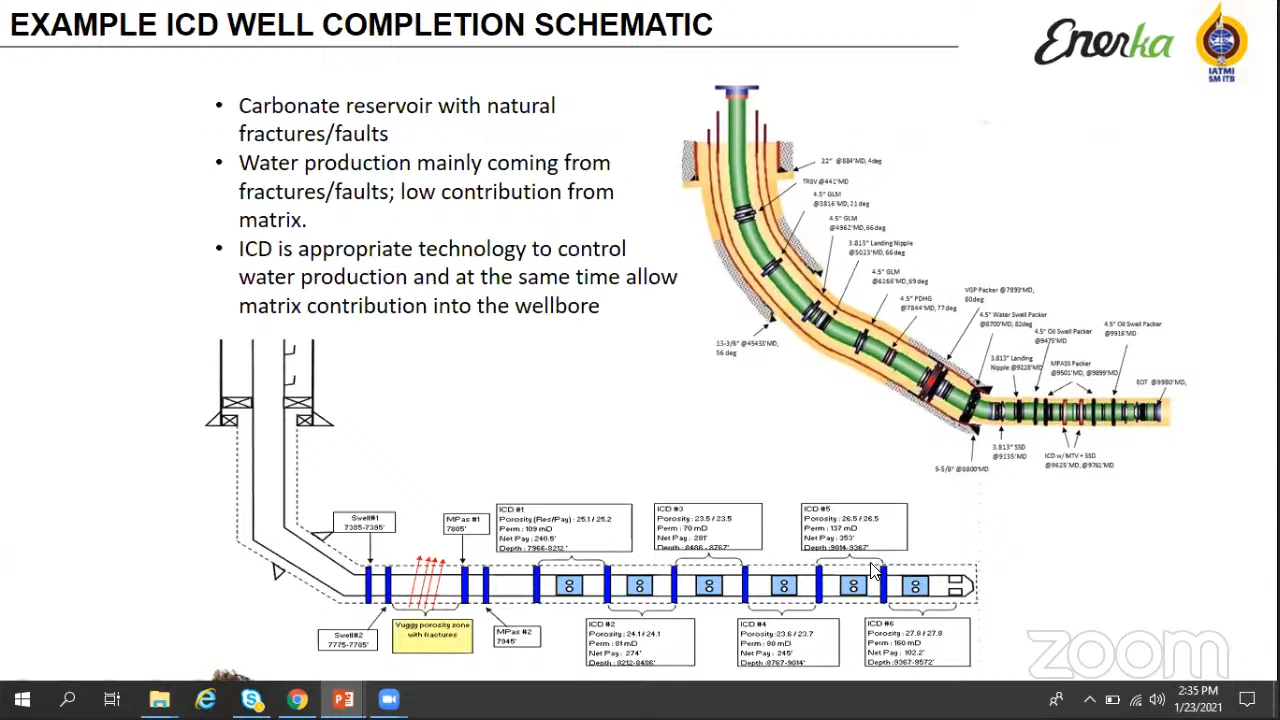 EXAMPLE ICD WELL COMPLETION SCHEMATIC
Enerka
IATMI
SM ITB
• Carbonate reservoir with natural
fractures/faults
• Water production mainly coming from
fractures/faults; low contribution from
matrix.
• ICD is appropriate technology to control
water production and at the same time allow
matrix contribution into the wellbore
22" @884'MD, 4deg
TRSV @441'MD
4.5" GLM
@3816'MD, 21 deg
4.5" GLM
@4962'MD, 66deg
3.813" Landing Nipple
@5023'MD, 66deg
4.5" GLM
@6166'MD, 69deg
4.5" PDHG
@7844'MD, 77deg
VGP Packer @7893'MD,
80deg
4.5" Water Swell Packer
@8700'MD, 82deg
4.5" Oil Swell Packer
@9475'MD
4.5" Oil Swell Packer
@9916'MD
3.813" Landing
Nipple @9228'MD
MPASS Packer
@9501'MD, @9899'MD
EOT @9980'MD,
13-3/8" @45433'MD,
56 deg
9-5/8" @8800'MD
3.813" SSD
@9135'MD
ICD w/ MTV + SSD
@9625'MD, @9761'MD
Swell#1
7385-7395'
MPas #1
7805'
ICD #1
Porosity (Res/Pay) : 25.1 / 25.2
Perm : 109 mD
Net Pay : 240.5'
Depth : 7966-8212 '
ICD #3
Porosity : 23.5 / 23.5
Perm : 70 mD
Net Pay : 281'
Depth : 8486 - 8767'
ICD #5
Porosity : 26.5 / 26.5
Perm : 137 mD
Net Pay : 353'
Depth :9014-9367'
Swell#2
7775-7785'
Vuggy porosity zone
with fractures
MPas #2
7945'
ICD #2
Porosity : 24.1 / 24.1
Perm : 81 mD
Net Pay : 274'
Depth : 8212-8486'
ICD #4
Porosity :23.6 / 23.7
Perm : 80 mD
Net Pay : 245'
Depth :8767-9014'
ICD #6
Porosity : 27.8 / 27.8
Perm : 160 mD
Net Pay : 102.2'
Depth :9367-9572'
zoom
2:35 PM
1/23/2021